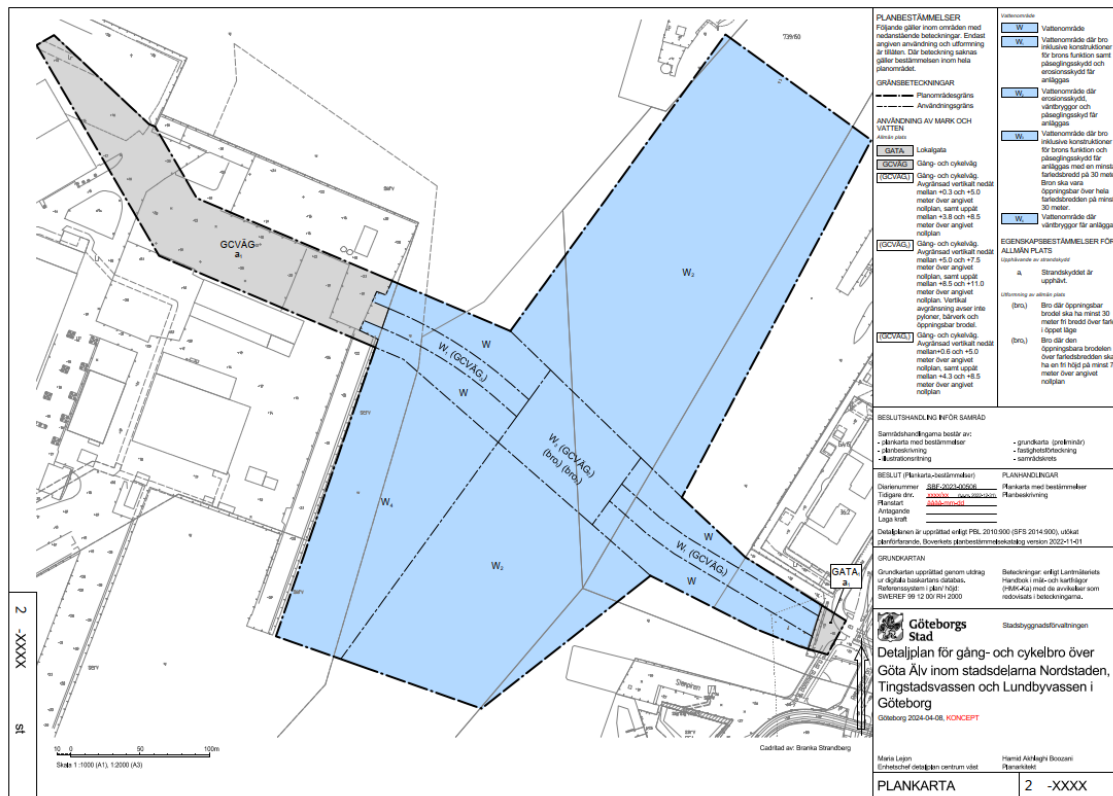 739/60
GCVÄG
a₁
W₂
W
W₁ (GCVÄG₁)
W
W₃ (GCVÄG₂)
(bro₁) (bro₂)
W₄
W₂
W
W₁ (GCVÄG₃)
W
GATA₁
a₁
Stenpiren
10 0 50 100m
Skala 1:1000 (A1), 1:2000 (A3)
Cadritad av: Branka Strandberg
2 -XXXX st
PLANBESTÄMMELSER
Följande gäller inom områden med
nedanstående beteckningar. Endast
angiven användning och utformning
är tillåten. Där beteckning saknas
gäller bestämmelsen inom hela
planområdet.
GRÄNSBETECKNINGAR
Planområdesgräns
Användningsgräns
ANVÄNDNING AV MARK OCH
VATTEN
Allmän plats
GATA₁ Lokalgata
GCVÄG Gång- och cykelväg
(GCVÄG₁) Gång- och cykelväg.
Avgränsad vertikalt nedåt
mellan +0.3 och +5.0
meter över angivet
nollplan, samt uppåt
mellan +3.8 och +8.5
meter över angivet
nollplan
(GCVÄG₂) Gång- och cykelväg.
Avgränsad vertikalt nedåt
mellan +5.0 och +7.5
meter över angivet
nollplan, samt uppåt
mellan +8.5 och +11.0
meter över angivet
nollplan. Vertikal
avgränsning avser inte
pyloner, bärverk och
öppningsbar brodel.
(GCVÄG₃) Gång- och cykelväg.
Avgränsad vertikalt nedåt
mellan+0.6 och +5.0
meter över angivet
nollplan, samt uppåt
mellan +4.3 och +8.5
meter över angivet
nollplan
Vattenområde
W Vattenområde
W₁ Vattenområde där bro
inklusive konstruktioner
för brons funktion samt
påseglingsskydd och
erosionsskydd får
anläggas
W₂ Vattenområde där
erosionsskydd,
väntbryggor och
påseglingsskyd får
anläggas
W₃ Vattenområde där bro
inklusive konstruktioner
för brons funktion och
påseglingsskydd får
anläggas med en minsta
farledsbredd på 30 mete
Bron ska vara
öppningsbar över hela
farledsbredden på minst
30 meter.
W₄ Vattenområde där
väntbryggor får anlägga
EGENSKAPSBESTÄMMELSER FÖR
ALLMÄN PLATS
Upphävande av strandskydd
a₁ Strandskyddet är
upphävt.
Utformning av allmän plats
(bro₁) Bro där öppningsbar
brodel ska ha minst 30
meter fri bredd över farle
i öppet läge
(bro₂) Bro där den
öppningsbara brodelen
över farledsbredden ska
ha en fri höjd på minst 7
meter över angivet
nollplan
BESLUTSHANDLING INFÖR SAMRÅD
Samrådshandlingarna består av:
- plankarta med bestämmelser
- planbeskrivning
- illustrationsritning
- grundkarta (preliminär)
- fastighetsförteckning
- samrådskrets
BESLUT (Plankarta+bestämmelser)
Diarienummer SBF-2023-00506
Tidigare dnr.
Planstart åååå-mm-dd
Antagande
Laga kraft
PLANHANDLINGAR
Plankarta med bestämmelser
Planbeskrivning
Detaljplanen är upprättad enligt PBL 2010:900 (SFS 2014:900), utökat
planförfarande, Boverkets planbestämmelsekatalog version 2022-11-01
GRUNDKARTAN
Grundkartan upprättad genom utdrag
ur digitala baskartans databas.
Referenssystem i plan/ höjd:
SWEREF 99 12 00/ RH 2000
Beteckningar: enligt Lantmäteriets
Handbok i mät- och kartfrågor
(HMK-Ka) med de avvikelser som
redovisats i beteckningarna.
Göteborgs
Stad
Stadsbyggnadsförvaltningen
Detaljplan för gång- och cykelbro över
Göta Älv inom stadsdelarna Nordstaden,
Tingstadsvassen och Lundbyvassen i
Göteborg
Göteborg 2024-04-08, KONCEPT
Maria Lejon
Enhetschef detaljplan centrum väst
Hamid Akhlaghi Boozani
Planarkitekt
PLANKARTA 2 -XXXX